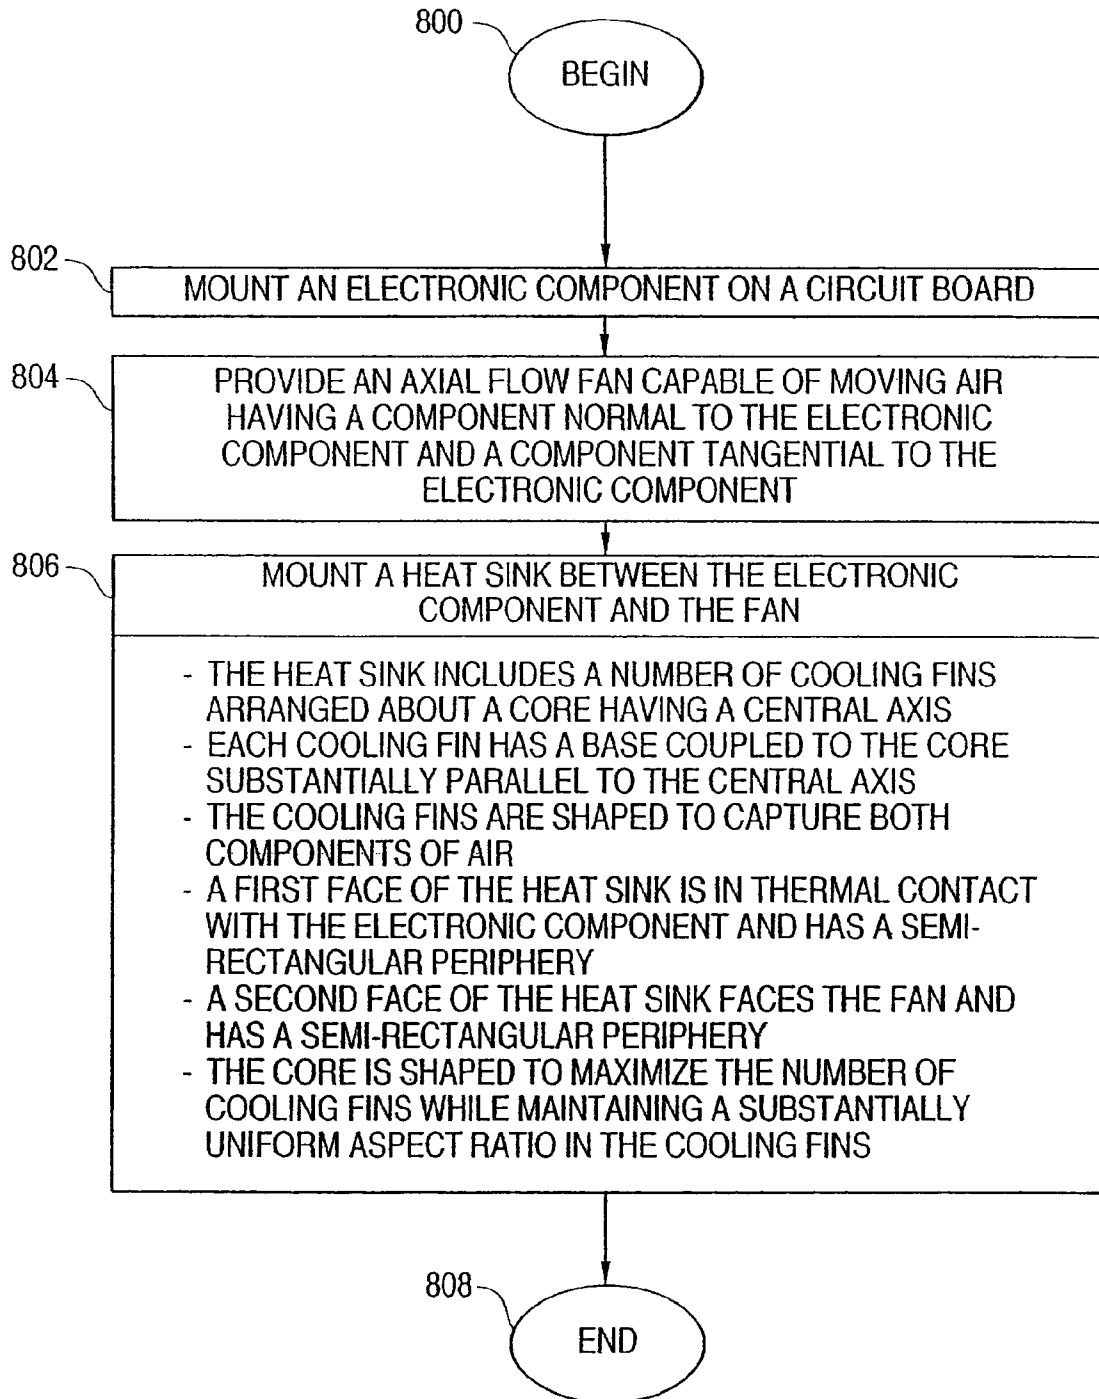 800
BEGIN
802
MOUNT AN ELECTRONIC COMPONENT ON A CIRCUIT BOARD
804
PROVIDE AN AXIAL FLOW FAN CAPABLE OF MOVING AIR
HAVING A COMPONENT NORMAL TO THE ELECTRONIC
COMPONENT AND A COMPONENT TANGENTIAL TO THE
ELECTRONIC COMPONENT
806
MOUNT A HEAT SINK BETWEEN THE ELECTRONIC
COMPONENT AND THE FAN
- THE HEAT SINK INCLUDES A NUMBER OF COOLING FINS
ARRANGED ABOUT A CORE HAVING A CENTRAL AXIS
- EACH COOLING FIN HAS A BASE COUPLED TO THE CORE
SUBSTANTIALLY PARALLEL TO THE CENTRAL AXIS
- THE COOLING FINS ARE SHAPED TO CAPTURE BOTH
COMPONENTS OF AIR
- A FIRST FACE OF THE HEAT SINK IS IN THERMAL CONTACT
WITH THE ELECTRONIC COMPONENT AND HAS A SEMI-
RECTANGULAR PERIPHERY
- A SECOND FACE OF THE HEAT SINK FACES THE FAN AND
HAS A SEMI-RECTANGULAR PERIPHERY
- THE CORE IS SHAPED TO MAXIMIZE THE NUMBER OF
COOLING FINS WHILE MAINTAINING A SUBSTANTIALLY
UNIFORM ASPECT RATIO IN THE COOLING FINS
808
END